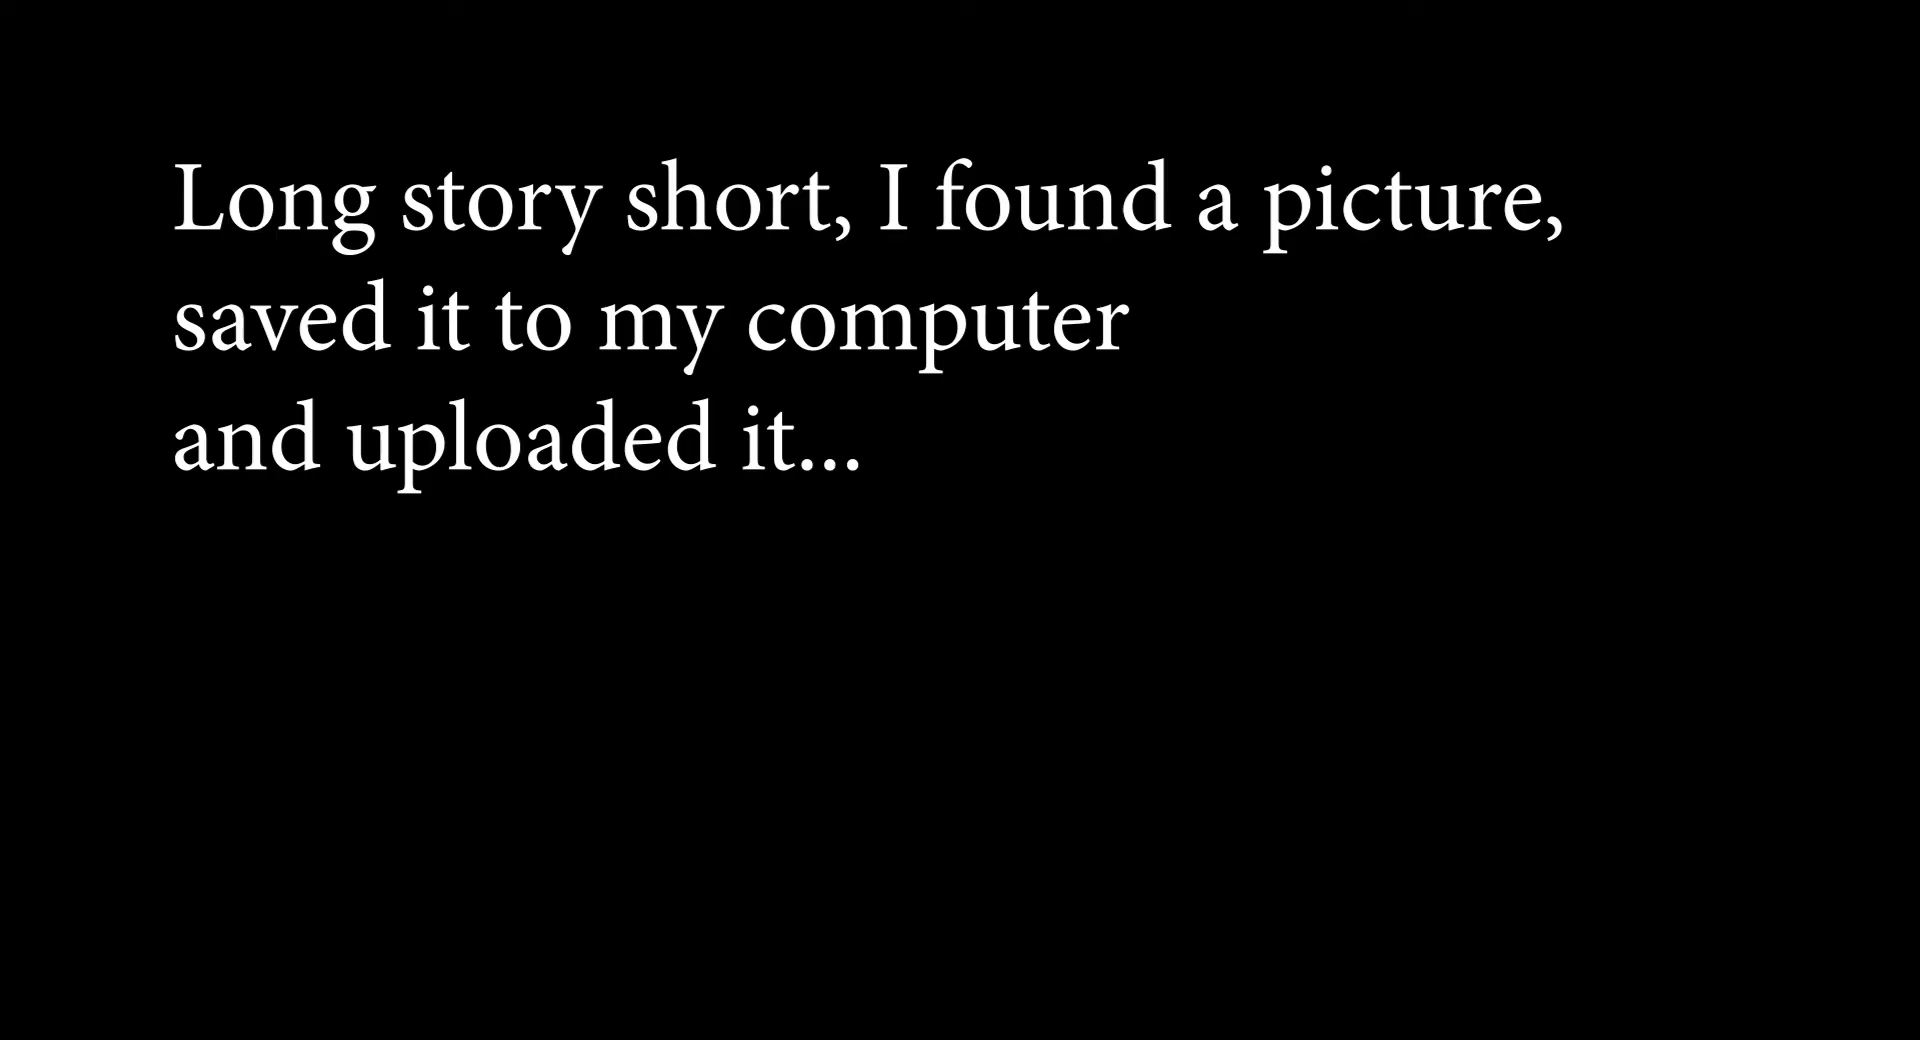 Long story short, I found a picture,
saved it to my computer
and uploaded it...